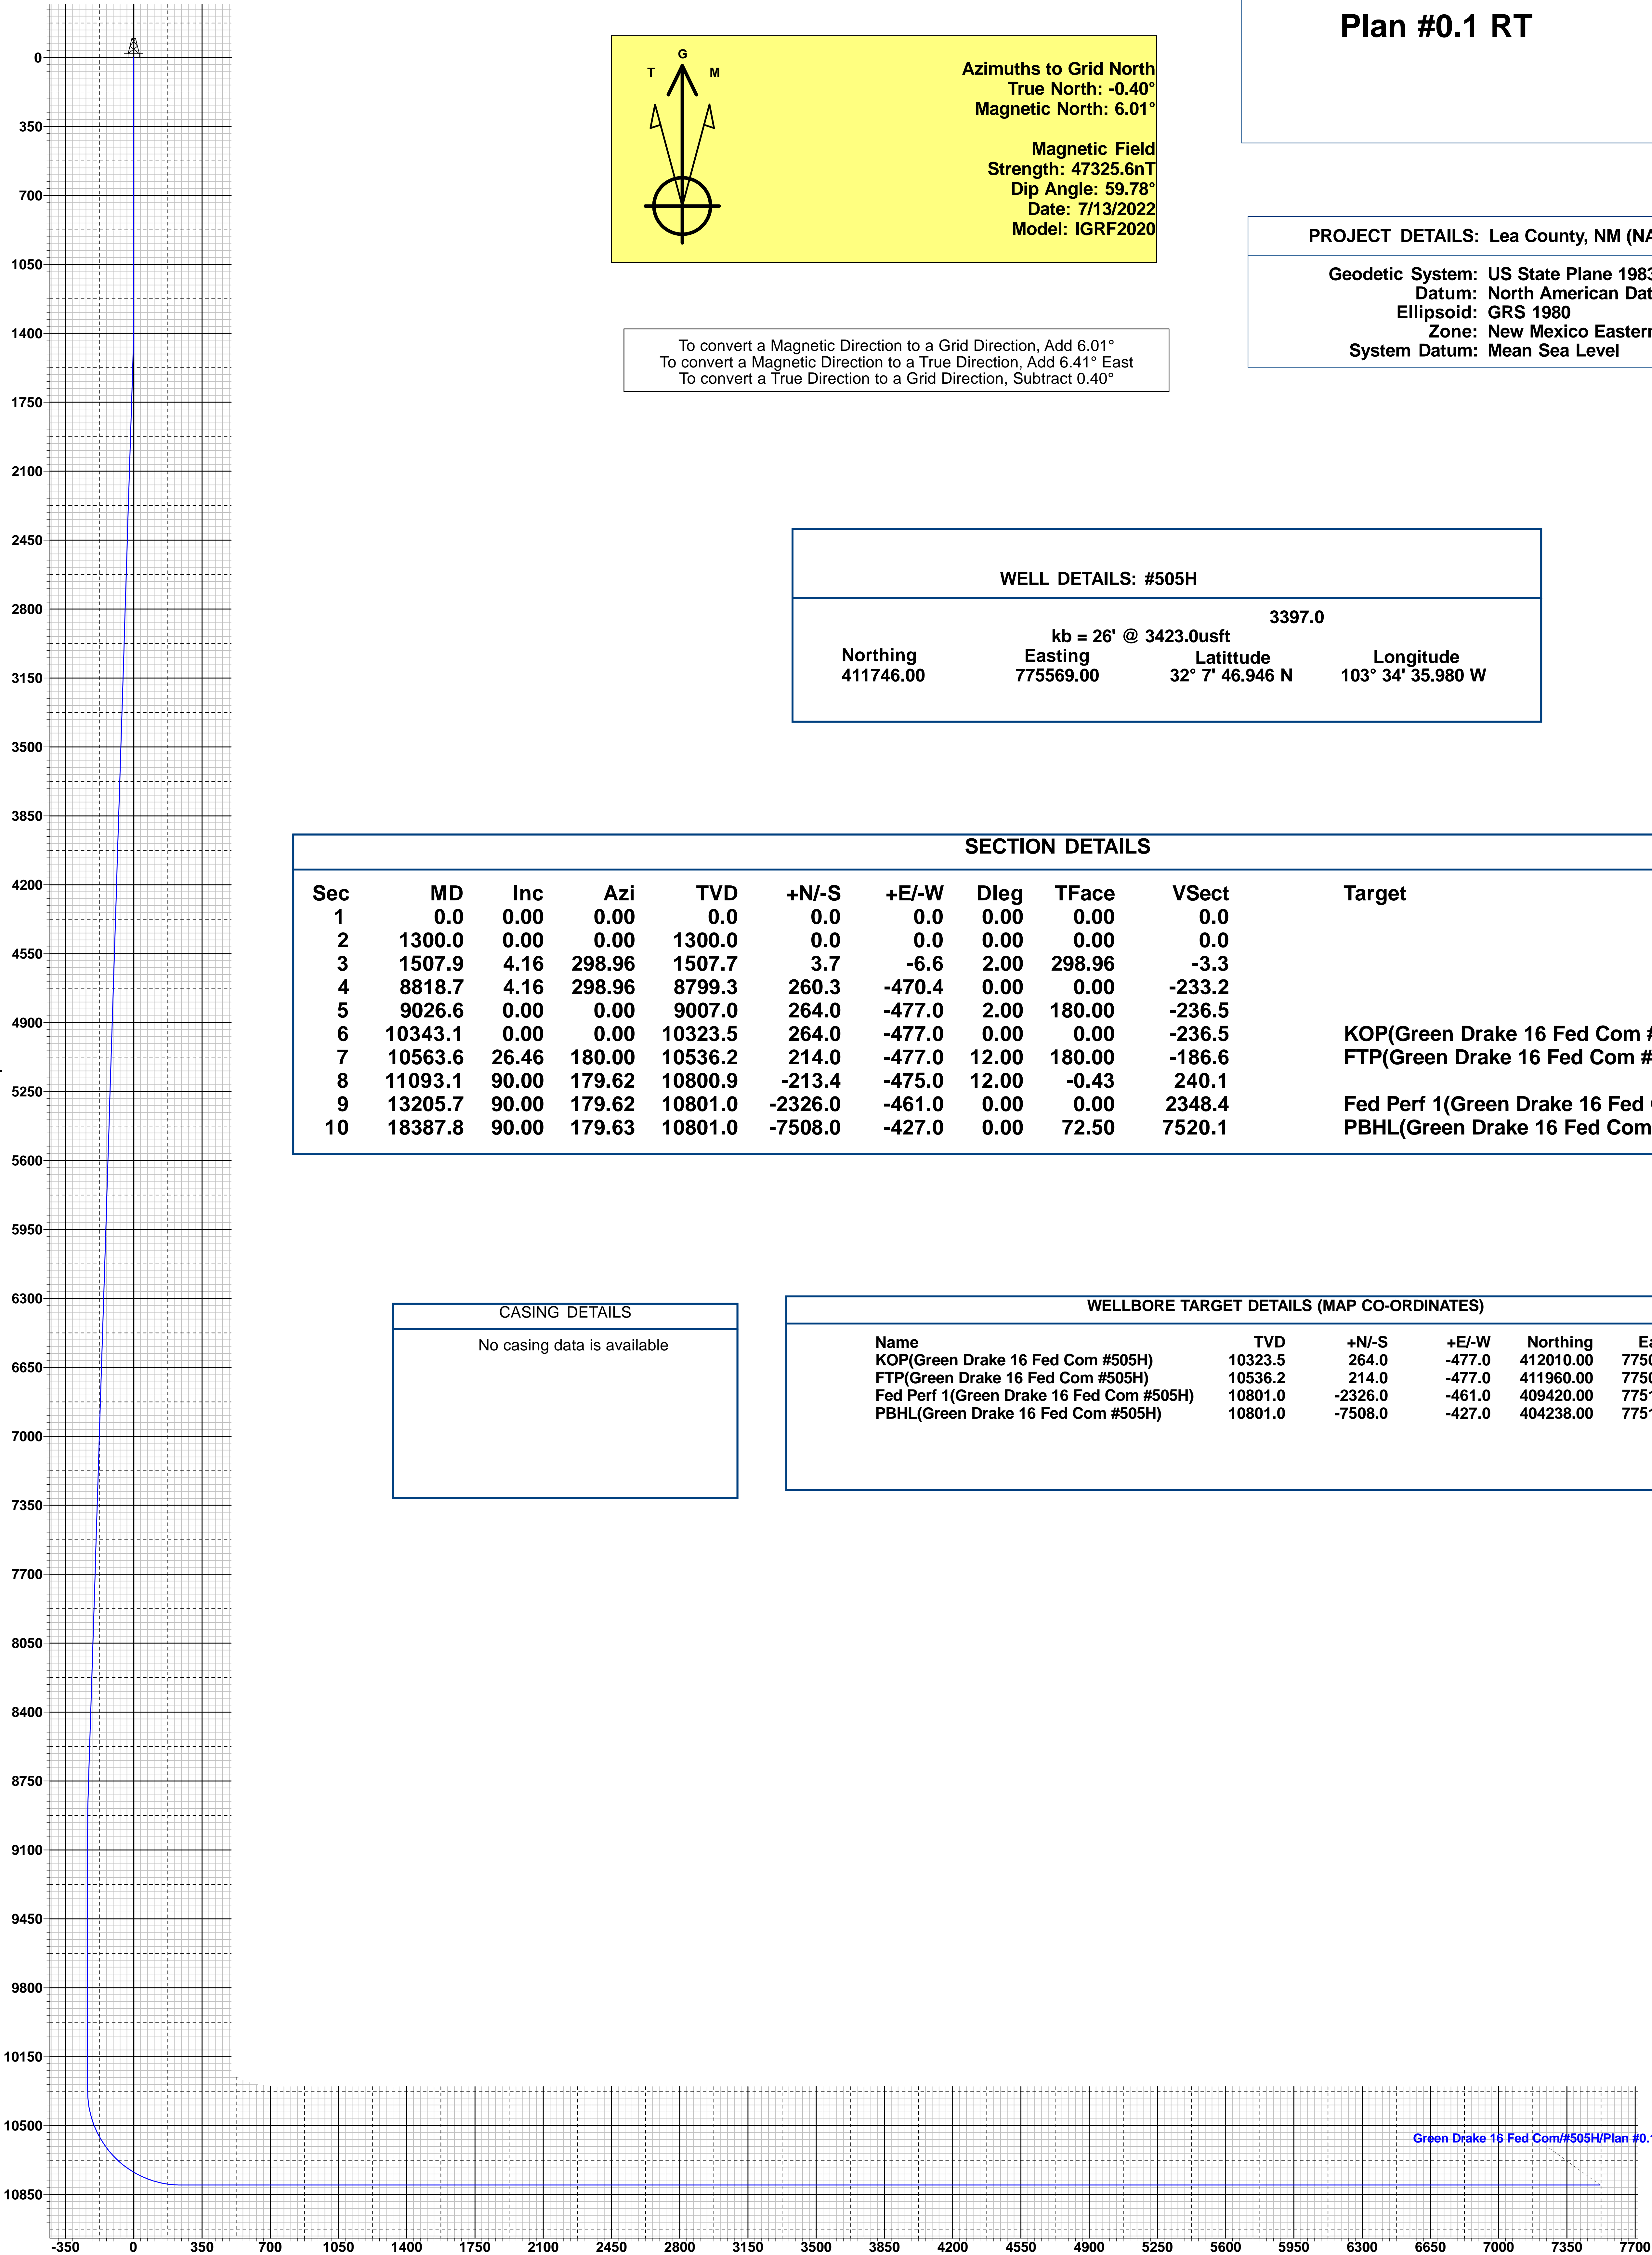 Plan #0.1 RT
G
T M
Azimuths to Grid North
True North: -0.40°
Magnetic North: 6.01°
Magnetic Field
Strength: 47325.6nT
Dip Angle: 59.78°
Date: 7/13/2022
Model: IGRF2020
PROJECT DETAILS: Lea County, NM
Geodetic System: US State Plane 1983
Datum: North American
Ellipsoid: GRS 1980
Zone: New Mexico Eastern
System Datum: Mean Sea Level
To convert a Magnetic Direction to a Grid Direction, Add 6.01°
To convert a Magnetic Direction to a True Direction, Add 6.41° East
To convert a True Direction to a Grid Direction, Subtract 0.40°
WELL DETAILS: #505H
3397.0
kb = 26' @ 3423.0usft
Northing Easting Latittude Longitude
411746.00 775569.00 32° 7' 46.946 N 103° 34' 35.980 W
SECTION DETAILS
Sec MD Inc Azi TVD +N/-S +E/-W Dleg TFace VSect Target
1 0.0 0.00 0.00 0.0 0.0 0.0 0.00 0.00 0.0
2 1300.0 0.00 0.00 1300.0 0.0 0.0 0.00 0.00 0.0
3 1507.9 4.16 298.96 1507.7 3.7 -6.6 2.00 298.96 -3.3
4 8818.7 4.16 298.96 8799.3 260.3 -470.4 0.00 0.00 -233.2
5 9026.6 0.00 0.00 9007.0 264.0 -477.0 2.00 180.00 -236.5
6 10343.1 0.00 0.00 10323.5 264.0 -477.0 0.00 0.00 -236.5 KOP(Green Drake 16 Fed Com
7 10563.6 26.46 180.00 10536.2 214.0 -477.0 12.00 180.00 -186.6 FTP(Green Drake 16 Fed Com #
8 11093.1 90.00 179.62 10800.9 -213.4 -475.0 12.00 -0.43 240.1
9 13205.7 90.00 179.62 10801.0 -2326.0 -461.0 0.00 0.00 2348.4 Fed Perf 1(Green Drake 16 Fed
10 18387.8 90.00 179.63 10801.0 -7508.0 -427.0 0.00 72.50 7520.1 PBHL(Green Drake 16 Fed Com
CASING DETAILS
No casing data is available
WELLBORE TARGET DETAILS (MAP CO-ORDINATES)
Name TVD +N/-S +E/-W Northing
KOP(Green Drake 16 Fed Com #505H) 10323.5 264.0 -477.0 412010.00
FTP(Green Drake 16 Fed Com #505H) 10536.2 214.0 -477.0 411960.00
Fed Perf 1(Green Drake 16 Fed Com #505H) 10801.0 -2326.0 -461.0 409420.00
PBHL(Green Drake 16 Fed Com #505H) 10801.0 -7508.0 -427.0 404238.00
0
350
700
1050
1400
1750
2100
2450
2800
3150
3500
3850
4200
4550
4900
5250
5600
5950
6300
6650
7000
7350
7700
8050
8400
8750
9100
9450
9800
10150
10500
10850
Green Drake 16 Fed Com/#505H/Plan #0.1
-350 0 350 700 1050 1400 1750 2100 2450 2800 3150 3500 3850 4200 4550 4900 5250 5600 5950 6300 6650 7000 7350 7700